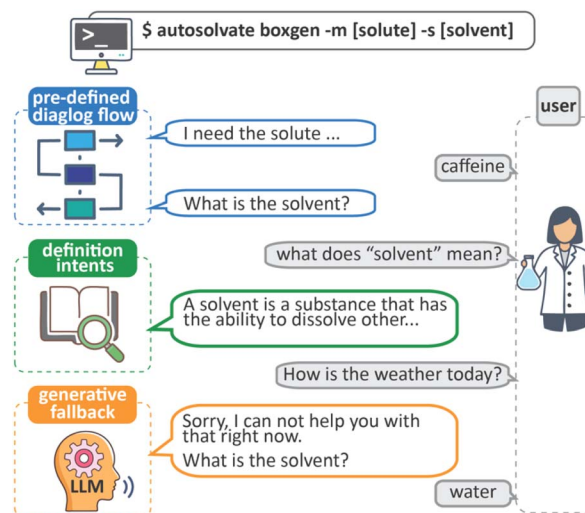 >_
$ autosolvate boxgen -m [solute] -s [solvent]
pre-defined
diaglog flow
I need the solute ...
user
caffeine
What is the solvent?
definition
intents
what does “solvent” mean?
A solvent is a substance that has
the ability to dissolve other...
How is the weather today?
generative
fallback
Sorry, I can not help you with
that right now.
What is the solvent?
LLM
water